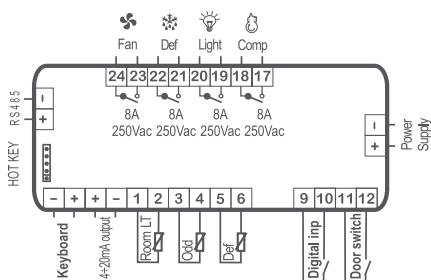 Fan Def Light Comp
24 23 22 21 20 19 18 17
8A 8A 8A 8A
250Vac 250Vac 250Vac 250Vac
RS485
- +
HOT KEY
Power
Supply
- +
- + + - 1 2 3 4 5 6 9 10 11 12
Keyboard
4÷20mA output
Room LT
Odd
Def
Digital inp
Door switch